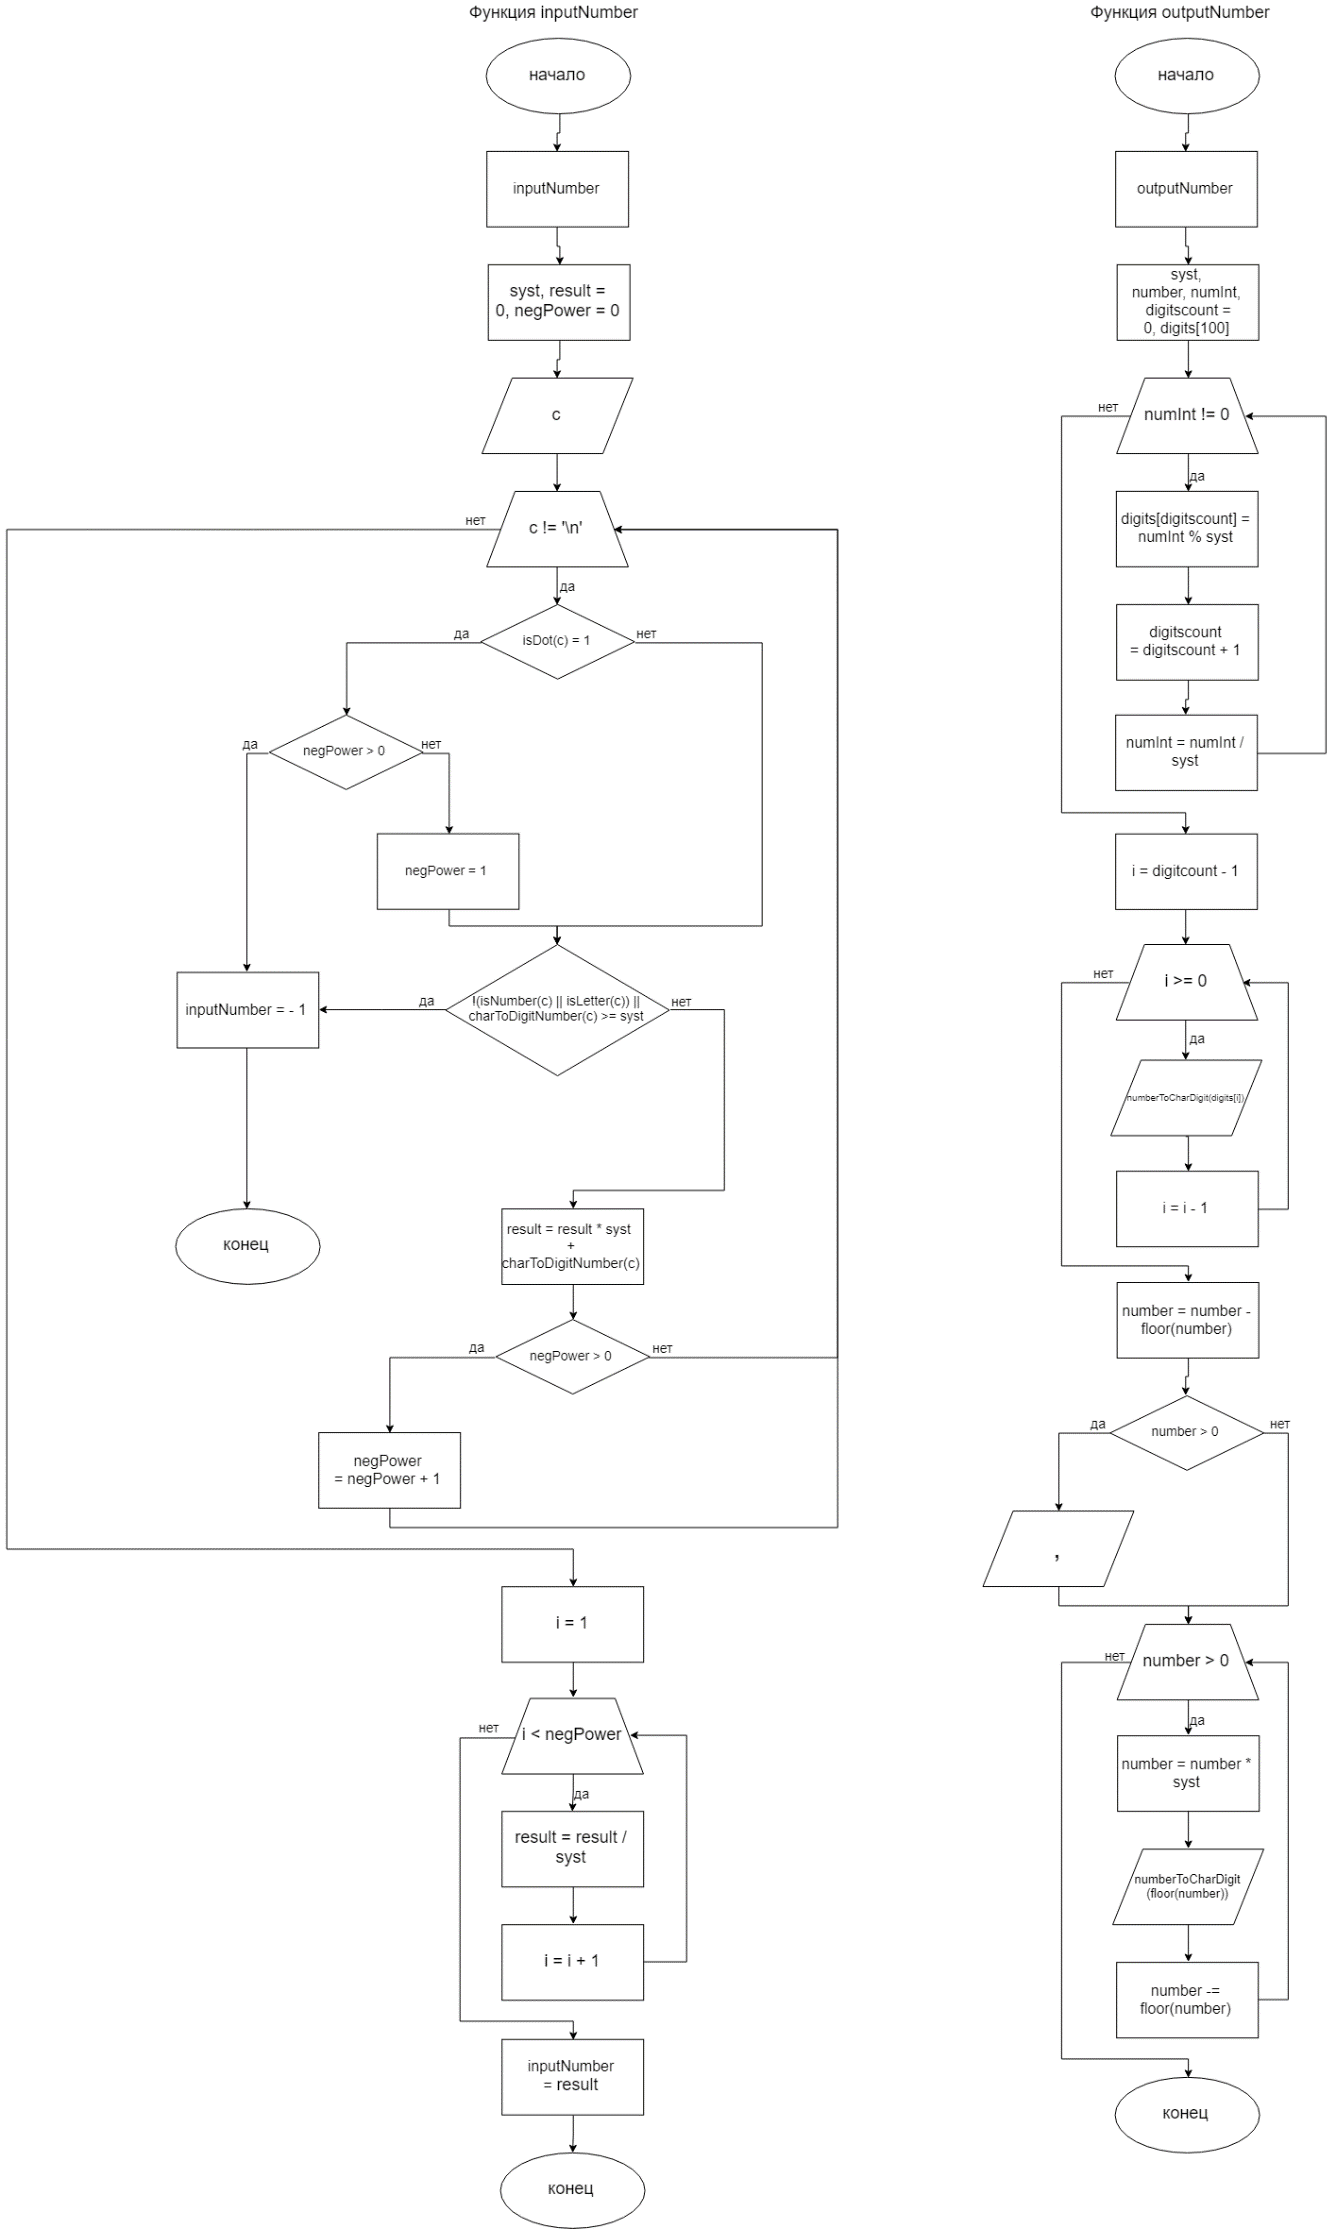 Функция inputNumber
начало
inputNumber
syst, result =
0, negPower = 0
c
c != '\n'
нет
да
isDot(c) = 1
да
нет
negPower > 0
да
нет
negPower = 1
!(isNumber(c) || isLetter(c)) ||
charToDigitNumber(c) >= syst
да
нет
inputNumber = - 1
конец
result = result * syst
+
charToDigitNumber(c)
negPower > 0
да
нет
negPower
= negPower + 1
i = 1
i < negPower
нет
да
result = result /
syst
i = i + 1
inputNumber
= result
конец
Функция outputNumber
начало
outputNumber
syst,
number, numInt,
digitscount =
0, digits[100]
numInt != 0
нет
да
digits[digitscount] =
numInt % syst
digitscount
= digitscount + 1
numInt = numInt /
syst
i = digitcount - 1
i >= 0
нет
да
numberToCharDigit(digits[i])
i = i - 1
number = number -
floor(number)
number > 0
да
нет
,
number > 0
нет
да
number = number *
syst
numberToCharDigit
(floor(number))
number -=
floor(number)
конец